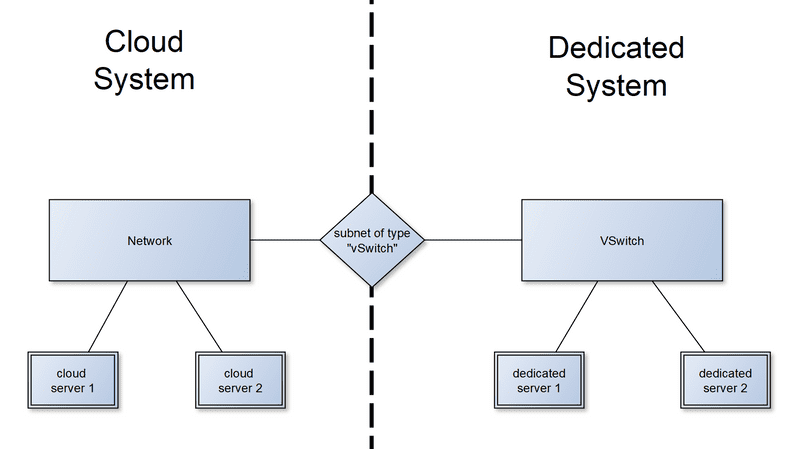 Cloud
System
Dedicated
System
Network
subnet of type
"vSwitch"
VSwitch
cloud
server 1
cloud
server 2
dedicated
server 1
dedicated
server 2